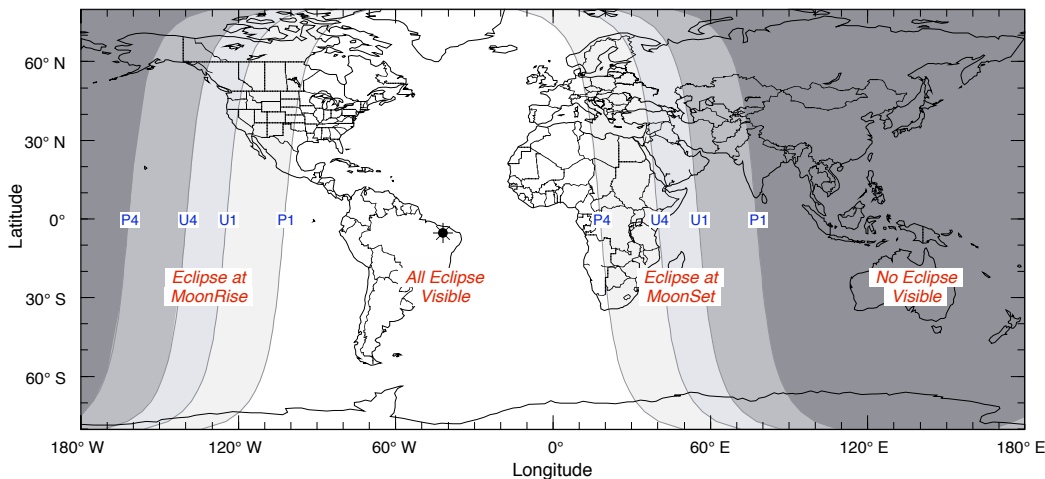 60° N
30° N
Latitude
0°
30° S
60° S
P4
U4
U1
P1
P4
U4
U1
P1
Eclipse at
MoonRise
All Eclipse
Visible
Eclipse at
MoonSet
No Eclipse
Visible
180° W
120° W
60° W
0°
60° E
120° E
180° E
Longitude